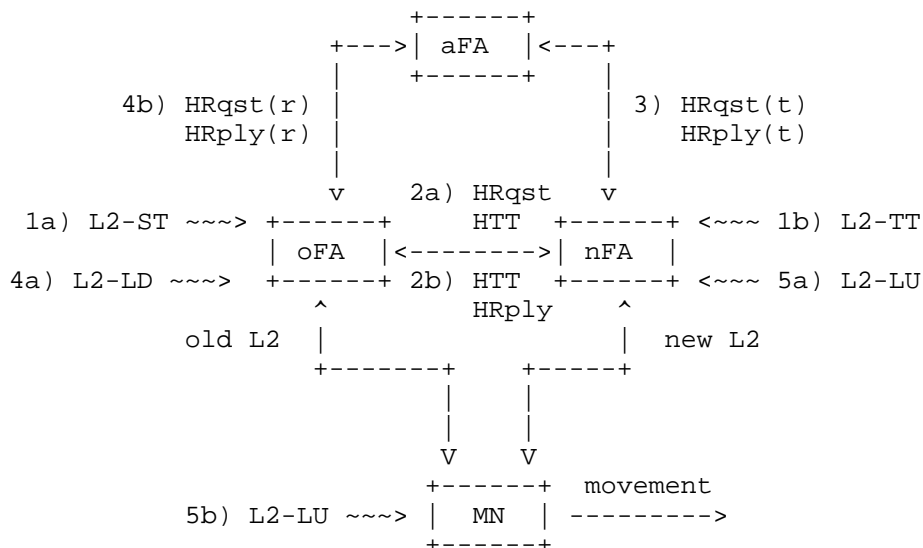 aFA
4b) HRqst(r) 3) HRqst(t)
HRply(r) HRply(t)
2a) HRqst
1a) L2-ST ~~~> HTT <~~~ 1b) L2-TT
oFA nFA
4a) L2-LD ~~~> 2b) HTT <~~~ 5a) L2-LU
HRply
old L2 new L2
movement
5b) L2-LU ~~~> MN